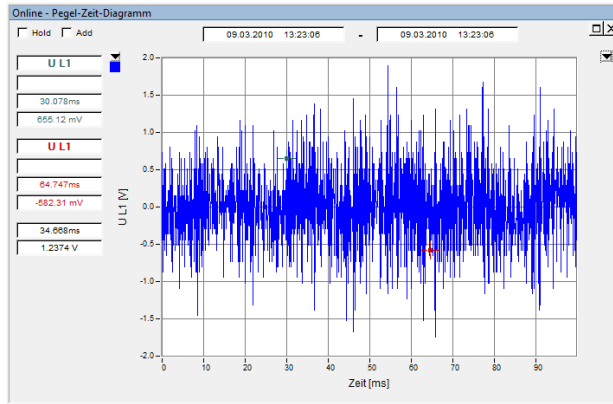 Online - Pegel-Zeit-Diagramm
Hold Add
09.03.2010 13:23:06 - 09.03.2010 13:23:06
U L1
30.078ms
655.12 mV
U L1
64.747ms
-582.31 mV
34.668ms
1.2374 V
U L1 [V]
2.0
1.5
1.0
0.5
0.0
-0.5
-1.0
-1.5
-2.0
0 10 20 30 40 50 60 70 80 90
Zeit [ms]